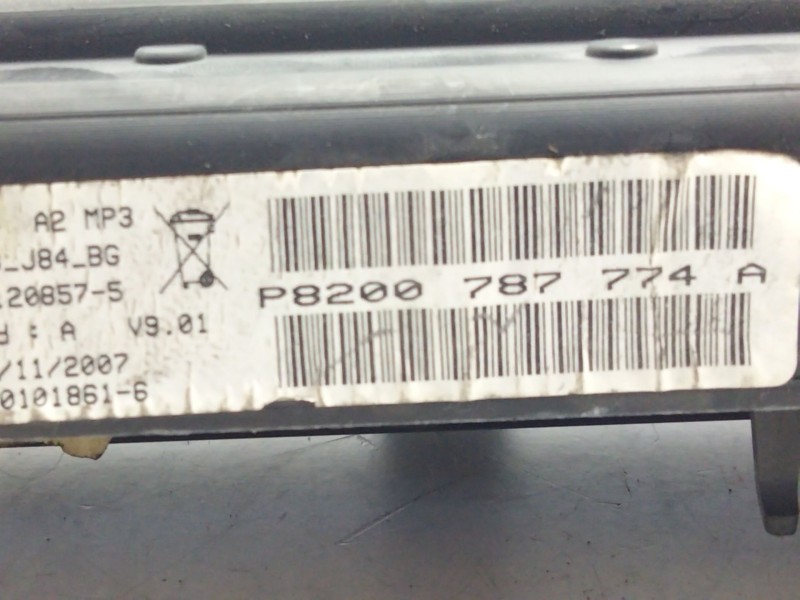 A2 MP3
_J84_BG
120857-5
: A V9.01
/11/2007
0101861-6
P8200 787 774 A